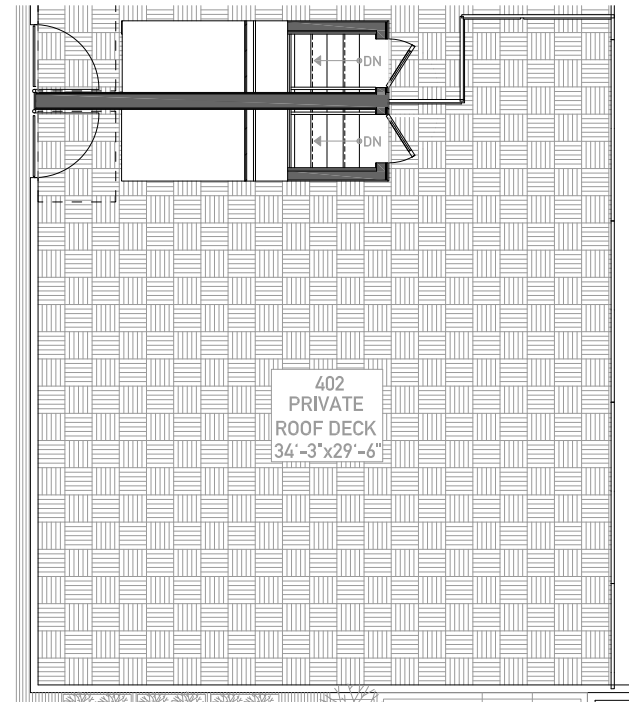 DN
DN
402
PRIVATE
ROOF DECK
34'-3"x29'-6"